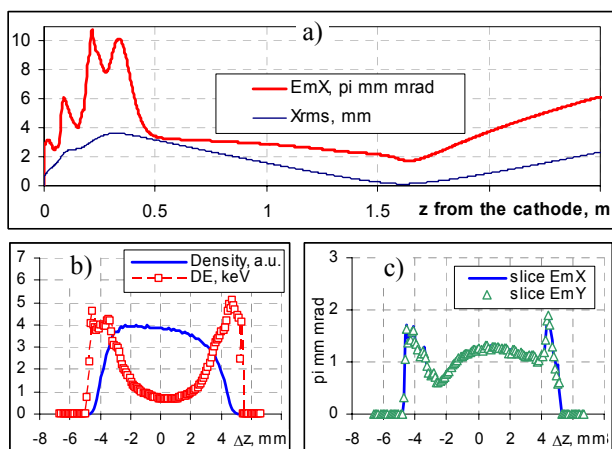 a)
10
8
6
4
2
0
EmX, pi mm mrad
Xrms, mm
0 0.5 1 1.5 z from the cathode, m
b)
7
6
5
4
3
2
1
0
Density, a.u.
DE, keV
-8 -6 -4 -2 0 2 4 Δz, mm
c)
pi mm mrad
3
2
1
0
slice EmX
slice EmY
-8 -6 -4 -2 0 2 4 Δz, mm